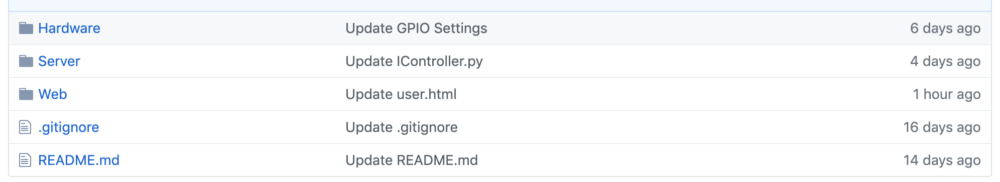 Hardware Update GPIO Settings 6 days ago
Server Update IController.py 4 days ago
Web Update user.html 1 hour ago
.gitignore Update .gitignore 16 days ago
README.md Update README.md 14 days ago